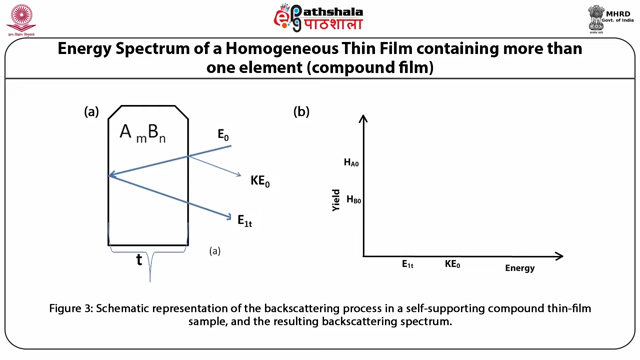 ePathshala
पाठशाला
MHRD
Govt. of India
Energy Spectrum of a Homogeneous Thin Film containing more than
one element (compound film)
(a)
A m B n
E0
KE0
E1t
t
(a)
(b)
HA0
HB0
Yield
E1t
KE0
Energy
Figure 3: Schematic representation of the backscattering process in a self-supporting compound thin-film
sample, and the resulting backscattering spectrum.